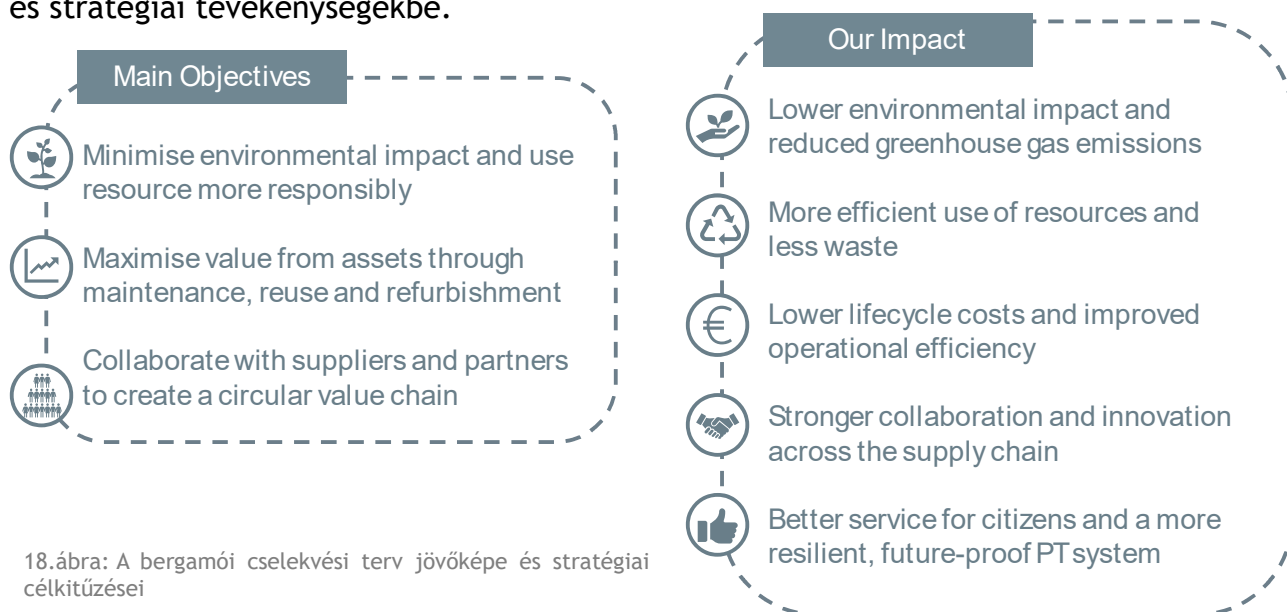 és stratégiai tevékenységekbe.
Main Objectives
Minimise environmental impact and use
resource more responsibly
Maximise value from assets through
maintenance, reuse and refurbishment
Collaborate with suppliers and partners
to create a circular value chain
18.ábra: A bergamói cselekvési terv jövőképe és stratégiai
célkitűzései
Our Impact
Lower environmental impact and
reduced greenhouse gas emissions
More efficient use of resources and
less waste
Lower lifecycle costs and improved
operational efficiency
Stronger collaboration and innovation
across the supply chain
Better service for citizens and a more
resilient, future-proof PT system